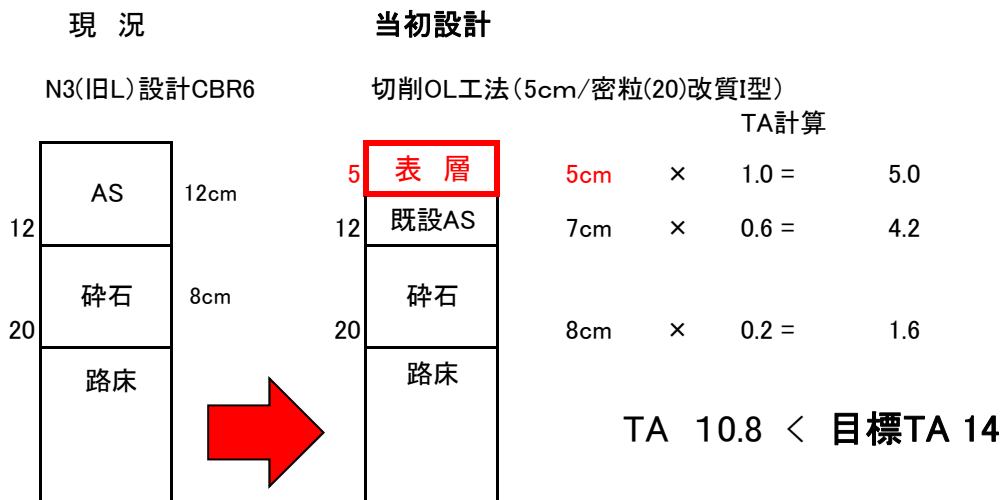 現 況
当初設計
N3(旧L)設計CBR6
切削OL工法(5cm/密粒(20)改質I型)
TA計算
5 表 層 5cm × 1.0 = 5.0
AS 12cm
12
12 既設AS 7cm × 0.6 = 4.2
砕石 8cm
20
砕石
20 8cm × 0.2 = 1.6
路床
路床
TA 10.8 < 目標TA 14